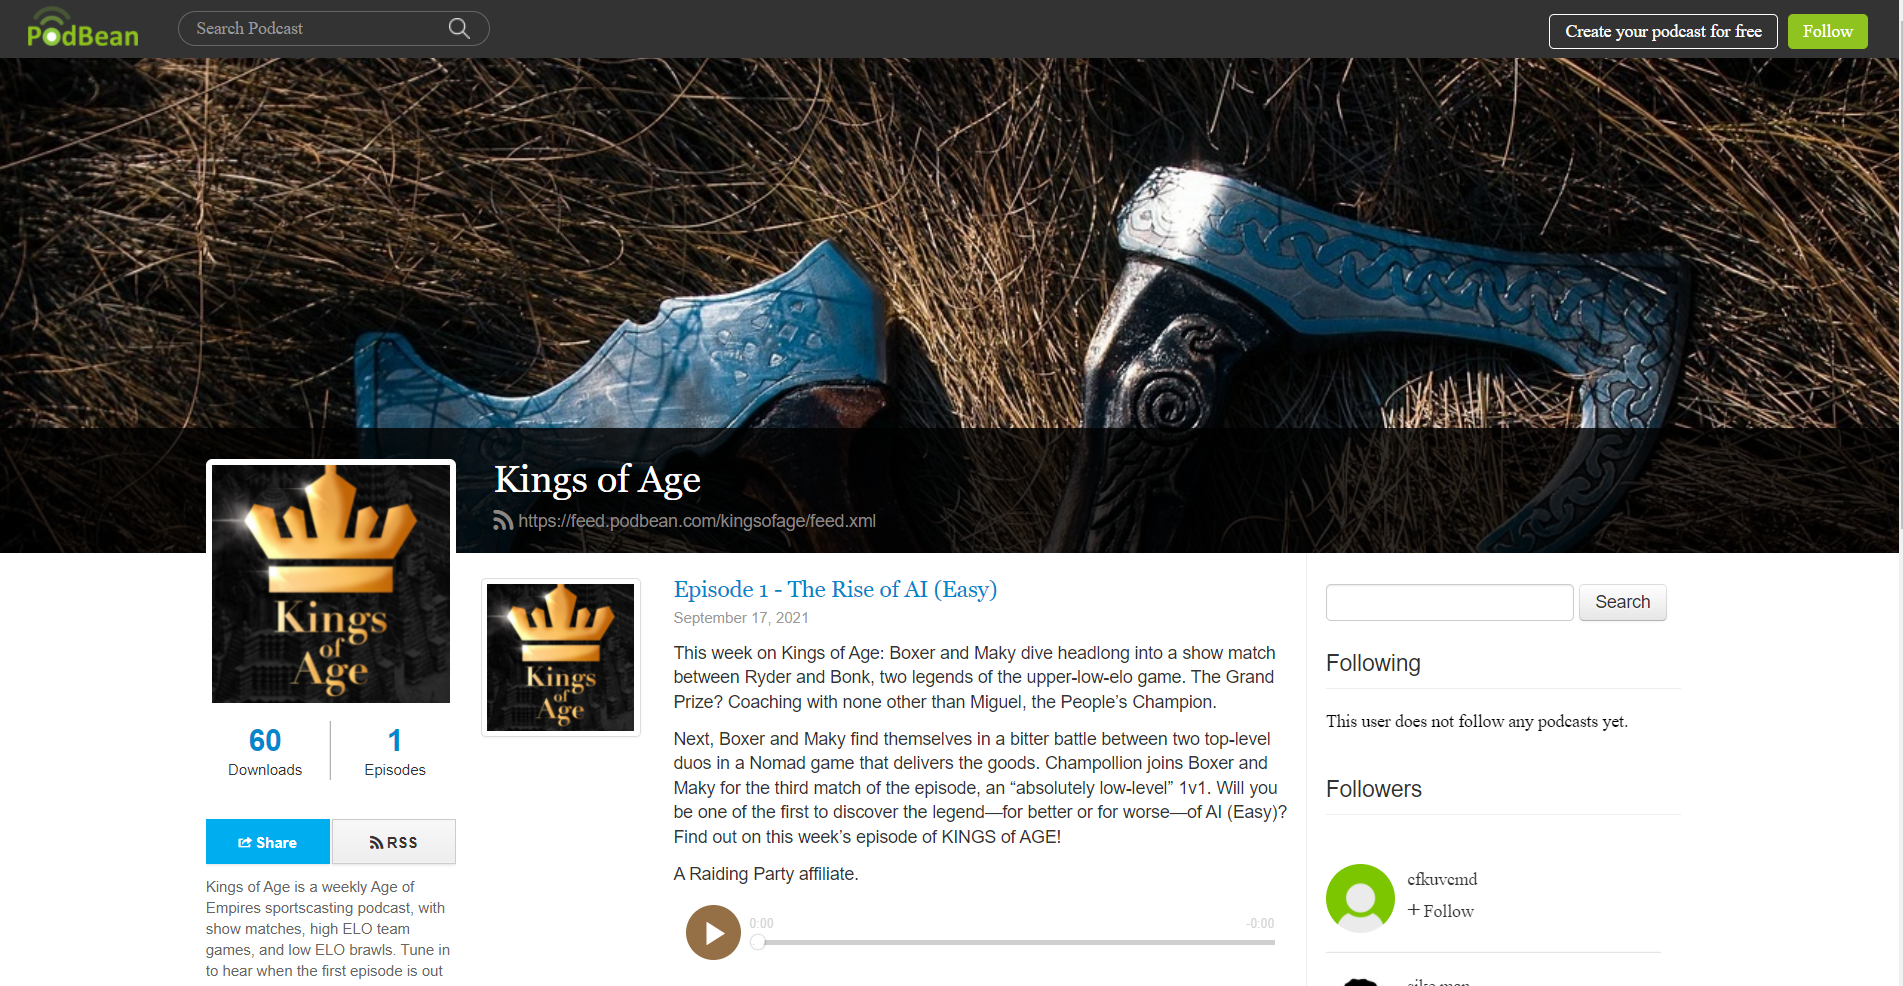 PodBean
Search Podcast
Create your podcast for free
Follow
Kings of Age
https://feed.podbean.com/kingsofage/feed.xml
Kings
of
Age
60
Downloads
1
Episodes
Share
RSS
Kings of Age is a weekly Age of
Empires sportscasting podcast, with
show matches, high ELO team
games, and low ELO brawls. Tune in
to hear when the first episode is out
Kings
of
Age
Episode 1 - The Rise of AI (Easy)
September 17, 2021
This week on Kings of Age: Boxer and Maky dive headlong into a show match
between Ryder and Bonk, two legends of the upper-low-elo game. The Grand
Prize? Coaching with none other than Miguel, the People’s Champion.
Next, Boxer and Maky find themselves in a bitter battle between two top-level
duos in a Nomad game that delivers the goods. Champollion joins Boxer and
Maky for the third match of the episode, an “absolutely low-level” 1v1. Will you
be one of the first to discover the legend—for better or for worse—of AI (Easy)?
Find out on this week’s episode of KINGS of AGE!
A Raiding Party affiliate.
0:00
-0:00
Search
Following
This user does not follow any podcasts yet.
Followers
cfkuvcmd
+ Follow